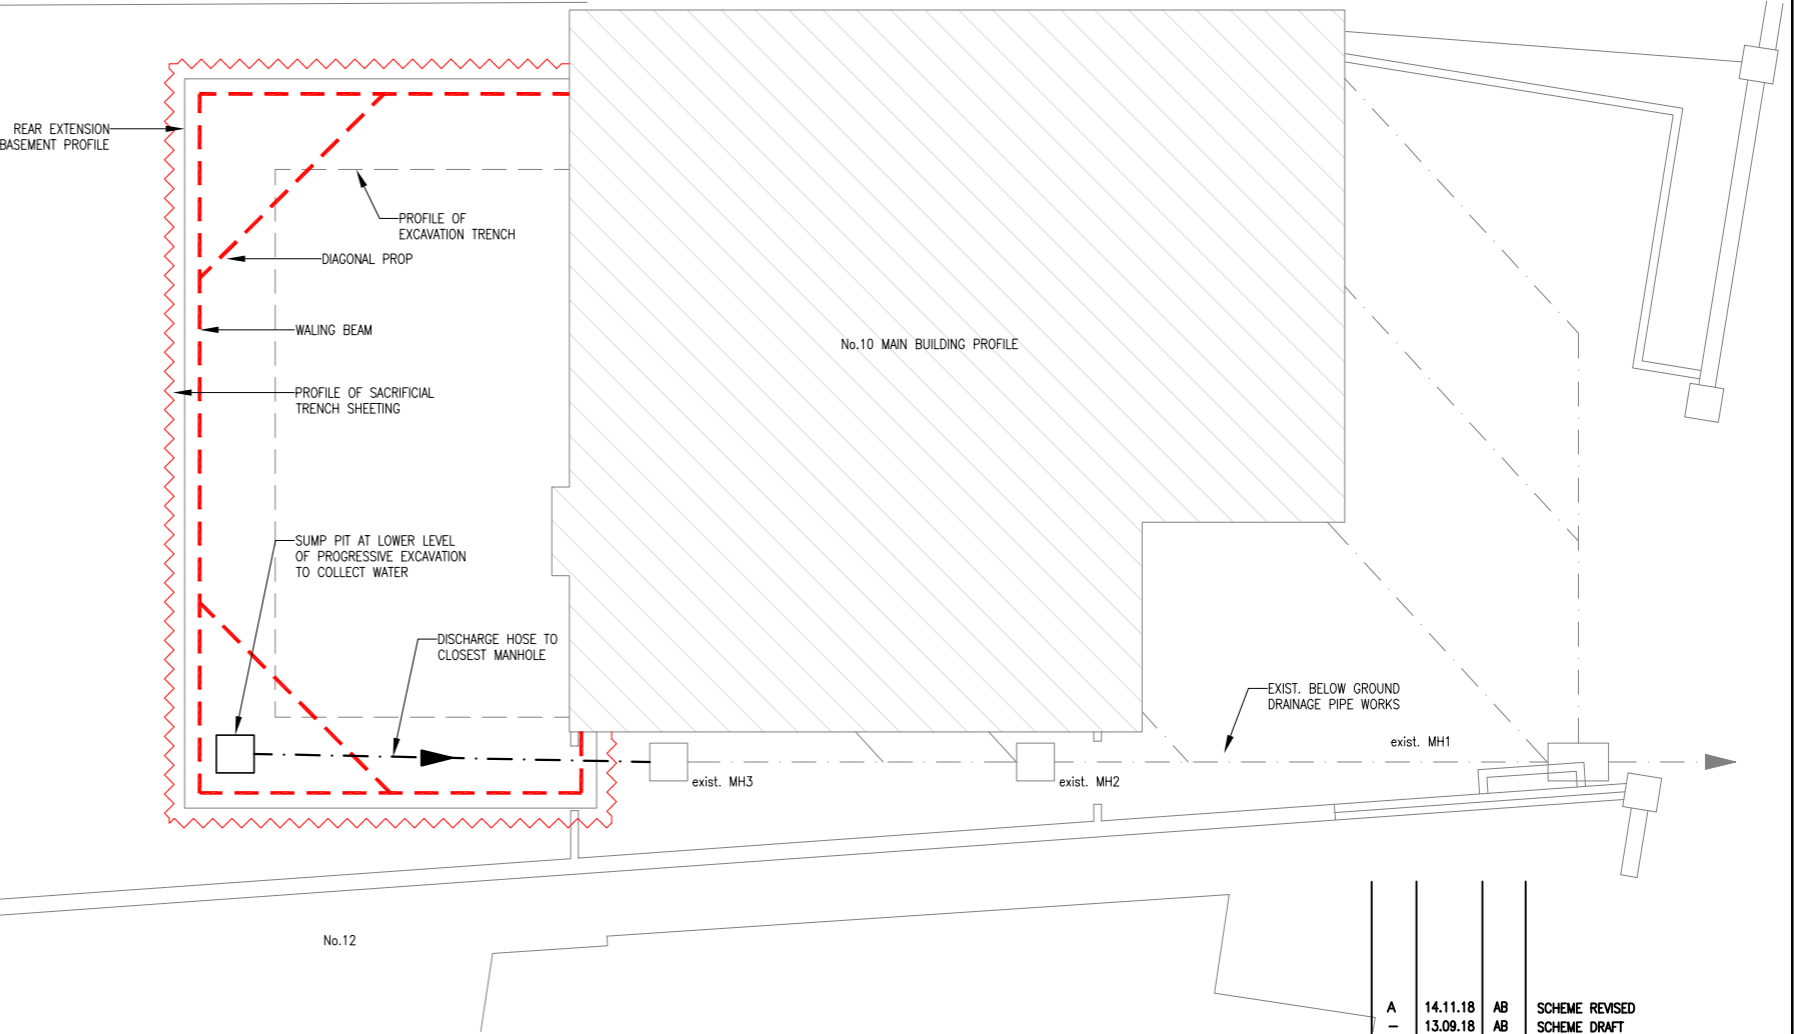 REAR EXTENSION
BASEMENT PROFILE
PROFILE OF
EXCAVATION TRENCH
DIAGONAL PROP
WALING BEAM
No.10 MAIN BUILDING PROFILE
PROFILE OF SACRIFICIAL
TRENCH SHEETING
SUMP PIT AT LOWER LEVEL
OF PROGRESSIVE EXCAVATION
TO COLLECT WATER
DISCHARGE HOSE TO
CLOSEST MANHOLE
EXIST. BELOW GROUND
DRAINAGE PIPE WORKS
exist. MH1
exist. MH3
exist. MH2
No.12
A 14.11.18 AB SCHEME REVISED
– 13.09.18 AB SCHEME DRAFT